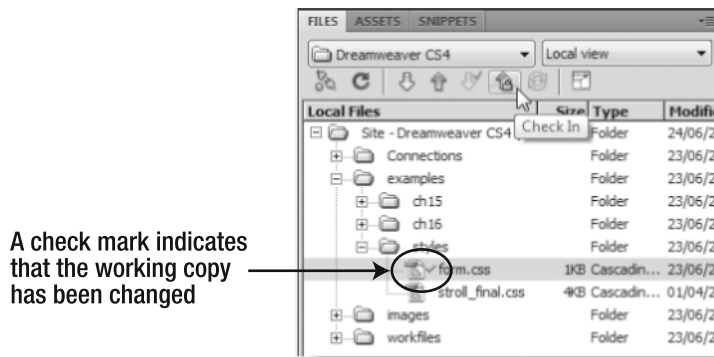 FILES ASSETS SNIPPETS
Dreamweaver CS4 Local view
Local Files Size Type Modifi
Check In
Site - Dreamweaver CS4 Folder 24/06/2
Connections Folder 23/06/2
examples Folder 23/06/2
ch15 Folder 23/06/2
ch16 Folder 23/06/2
styles Folder 23/06/2
form.css 1KB Cascadin... 23/06/2
stroll_final.css 4KB Cascadin... 01/04/2
images Folder 23/06/2
workfiles Folder 23/06/2
A check mark indicates
that the working copy
has been changed